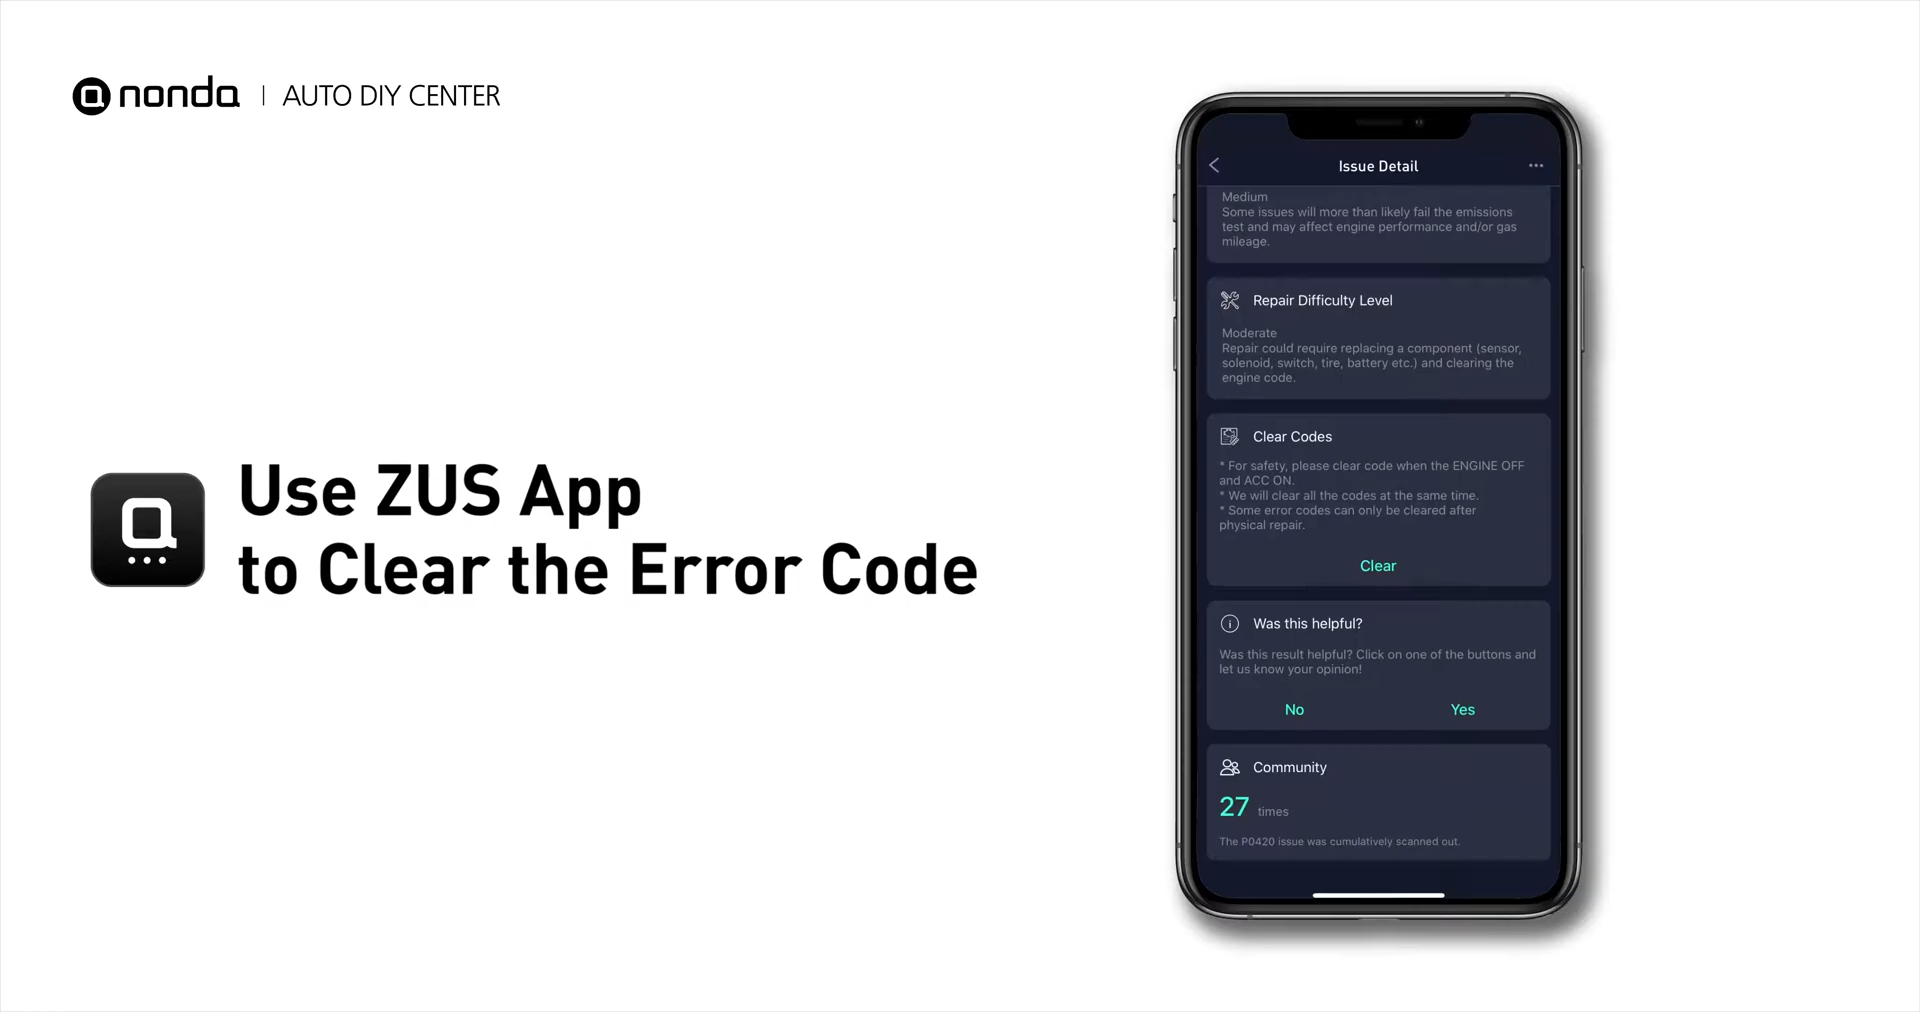 nonda | AUTO DIY CENTER
Use ZUS App
to Clear the Error Code
Issue Detail
Medium
Some issues will more than likely fail the emissions
test and may affect engine performance and/or gas
mileage.
Repair Difficulty Level
Moderate
Repair could require replacing a component (sensor,
solenoid, switch, tire, battery etc.) and clearing the
engine code.
Clear Codes
* For safety, please clear code when the ENGINE OFF
and ACC ON.
* We will clear all the codes at the same time.
* Some error codes can only be cleared after
physical repair.
Clear
Was this helpful?
Was this result helpful? Click on one of the buttons and
let us know your opinion!
No Yes
Community
27 times
The P0420 issue was cumulatively scanned out.